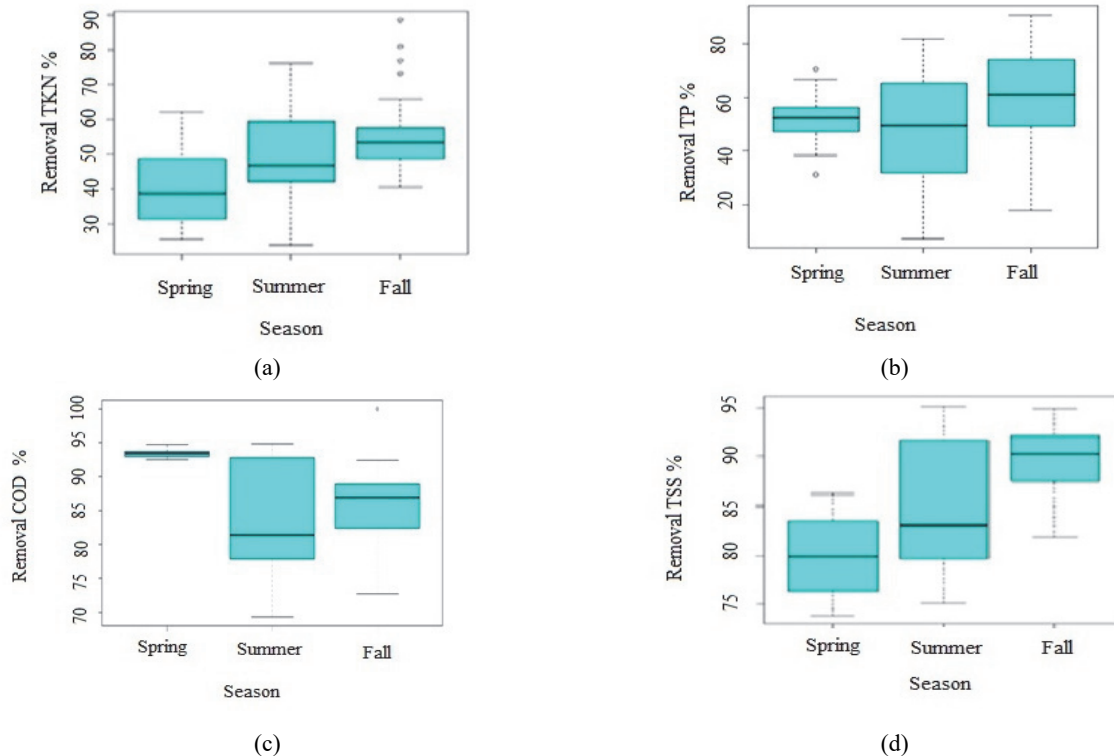 Removal TKN %
90
80
70
60
50
40
30
Spring Summer Fall
Season
(a)
Removal TP %
80
60
40
20
Spring Summer Fall
Season
(b)
Removal COD %
100
95
90
85
80
75
70
Spring Summer Fall
Season
(c)
Removal TSS %
95
90
85
80
75
Spring Summer Fall
Season
(d)